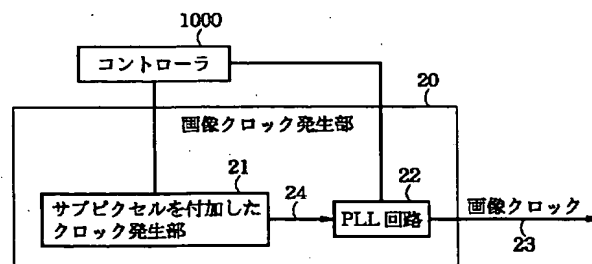 1000
コントローラ
20
画像クロック発生部
21
サブピクセルを付加した
クロック発生部
24
22
PLL 回路
画像クロック
23